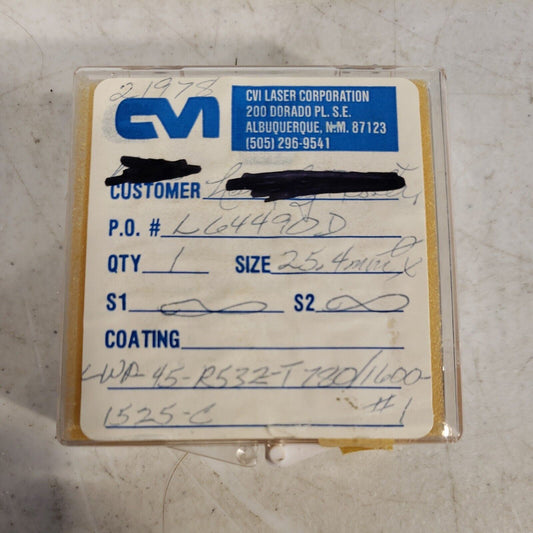 21978
CVI
CVI LASER CORPORATION
200 DORADO PL. S.E.
ALBUQUERQUE, N.M. 87123
(505) 296-9541
CUSTOMER
P.O. # L64490D
QTY 1 SIZE 25.4mm
S1 ∞ S2 ∞
COATING
LWP-45-R532-T780/1600-
1525-C #1